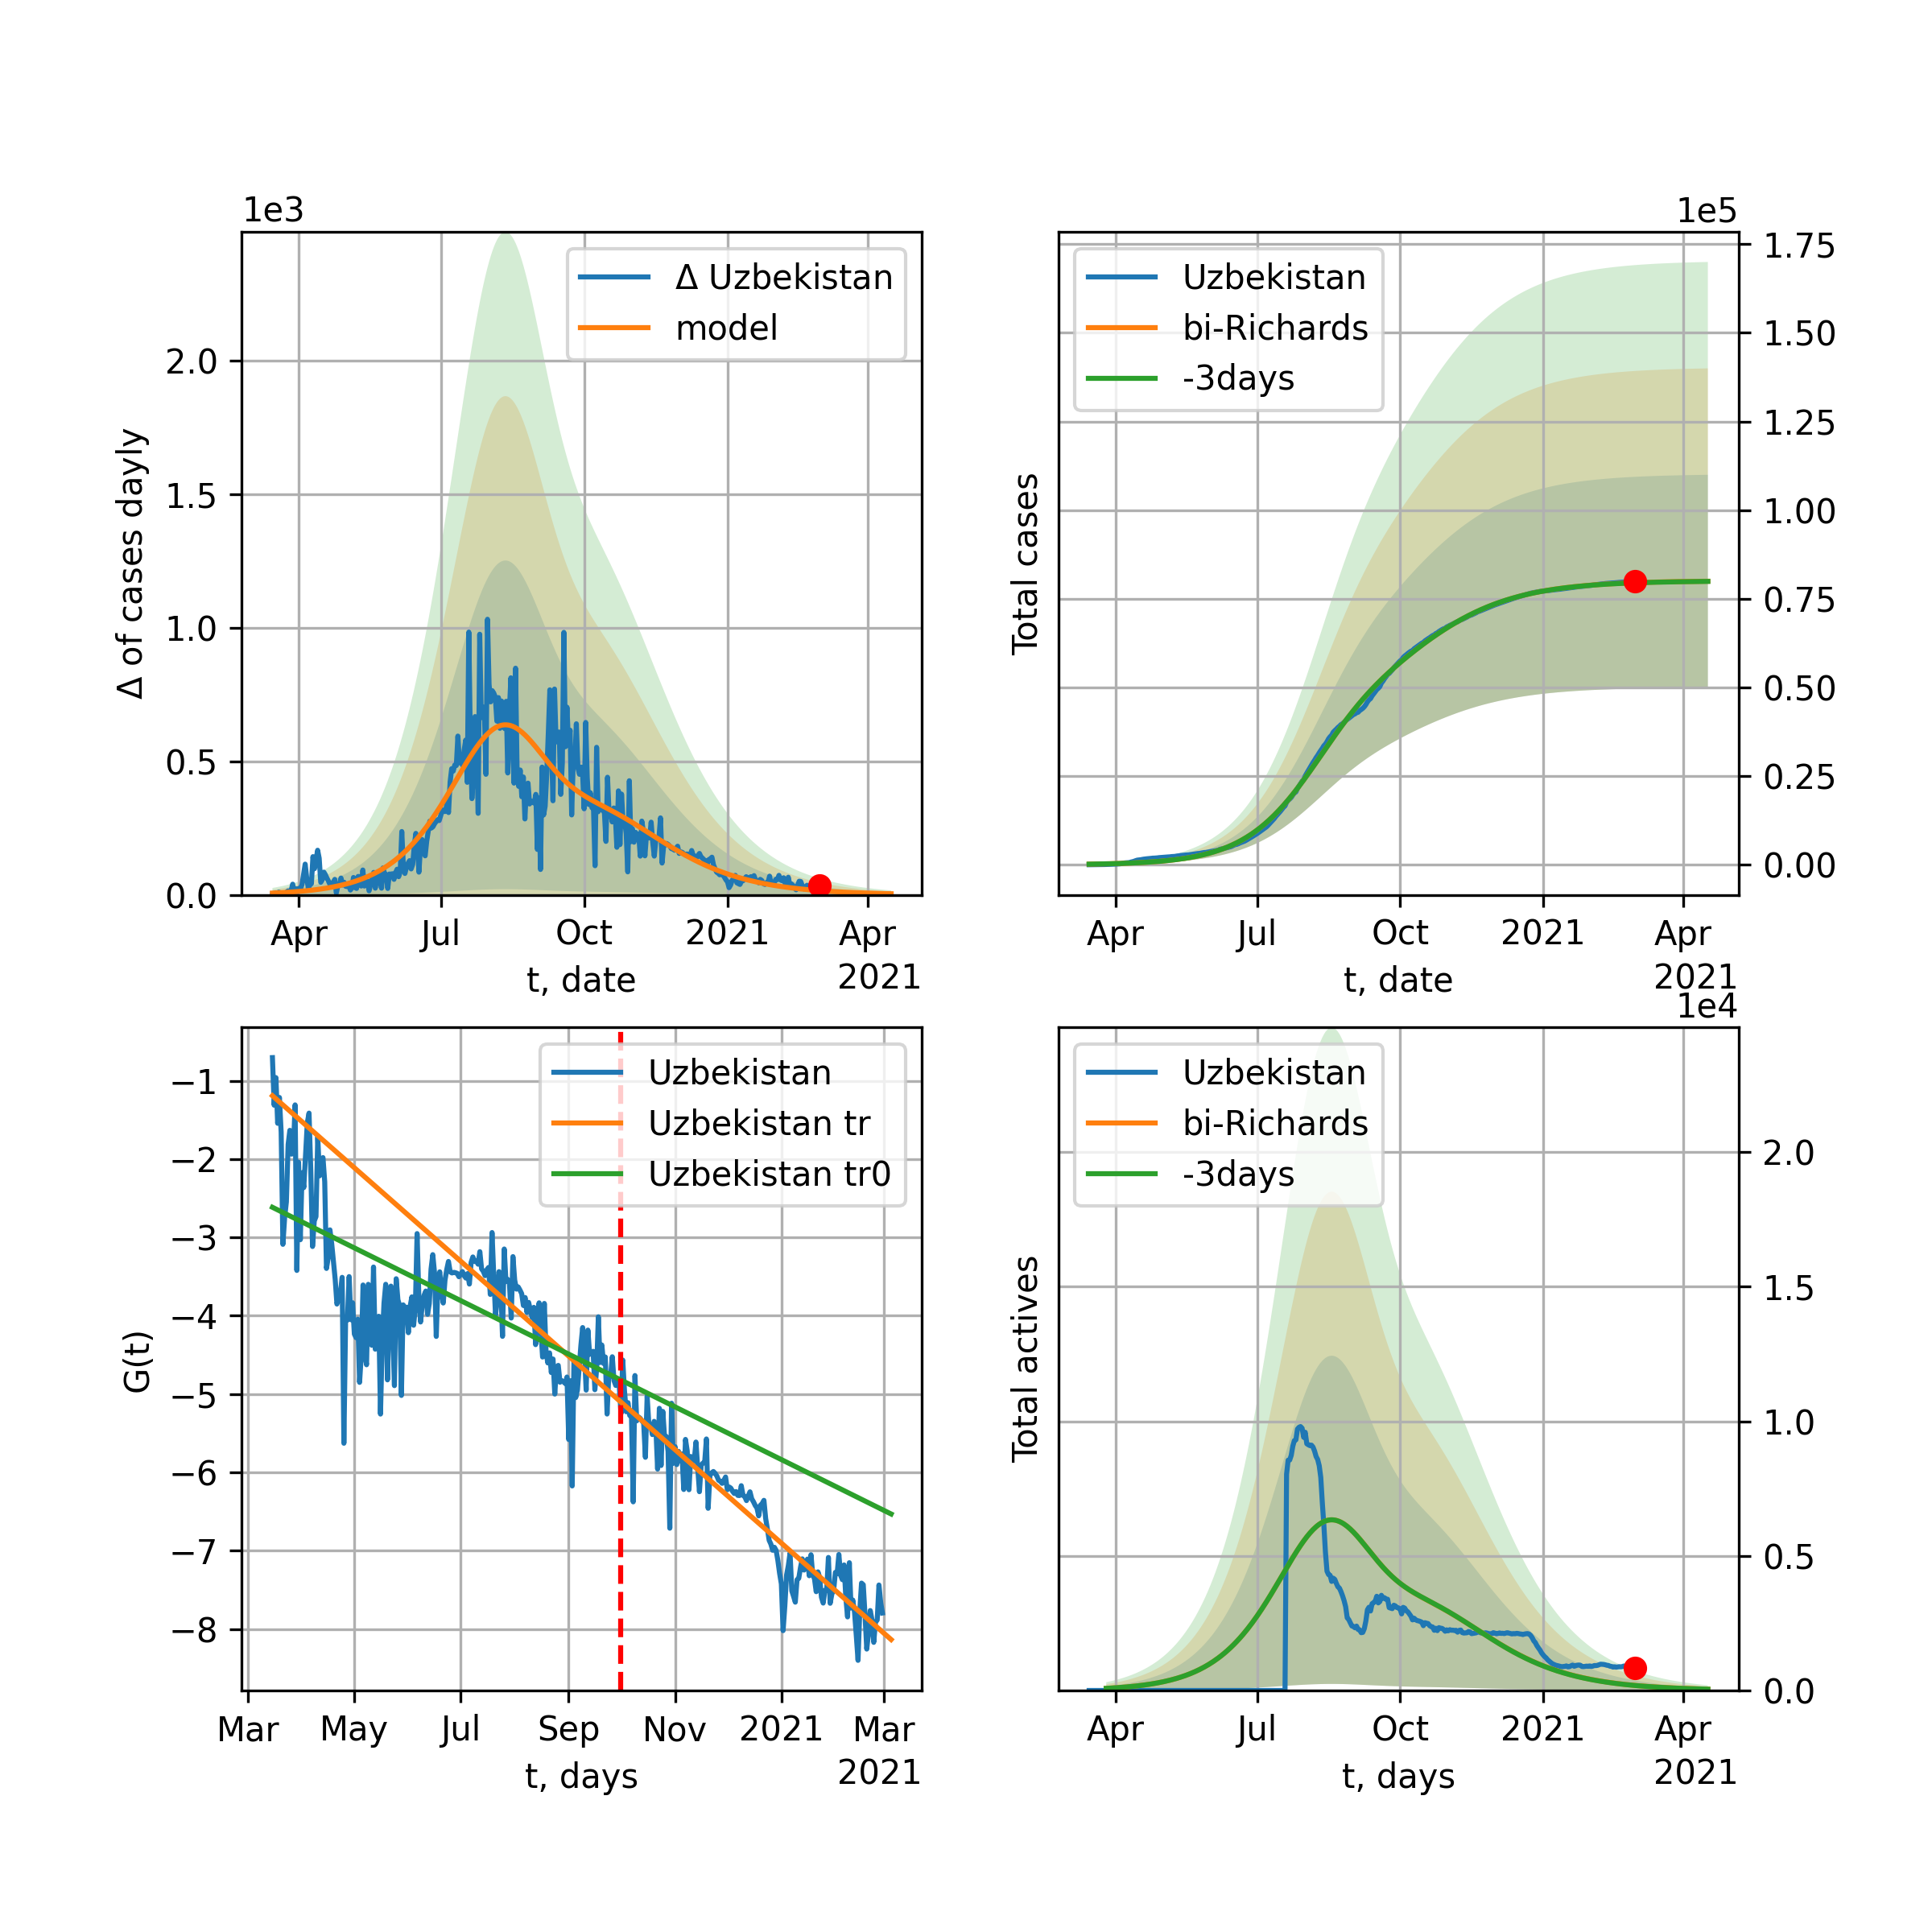 1e3
Δ of cases dayly
2.0
1.5
1.0
0.5
0.0
Δ Uzbekistan
model
Apr
Jul
Oct
2021
Apr
2021
t, date
1e5
Total cases
Uzbekistan
bi-Richards
-3days
1.75
1.50
1.25
1.00
0.75
0.50
0.25
0.00
Apr
Jul
Oct
2021
Apr
2021
t, date
G(t)
−1
−2
−3
−4
−5
−6
−7
−8
Uzbekistan
Uzbekistan tr
Uzbekistan tr0
Mar
May
Jul
Sep
Nov
2021
Mar
2021
t, days
1e4
Total actives
Uzbekistan
bi-Richards
-3days
2.0
1.5
1.0
0.5
0.0
Apr
Jul
Oct
2021
Apr
2021
t, days